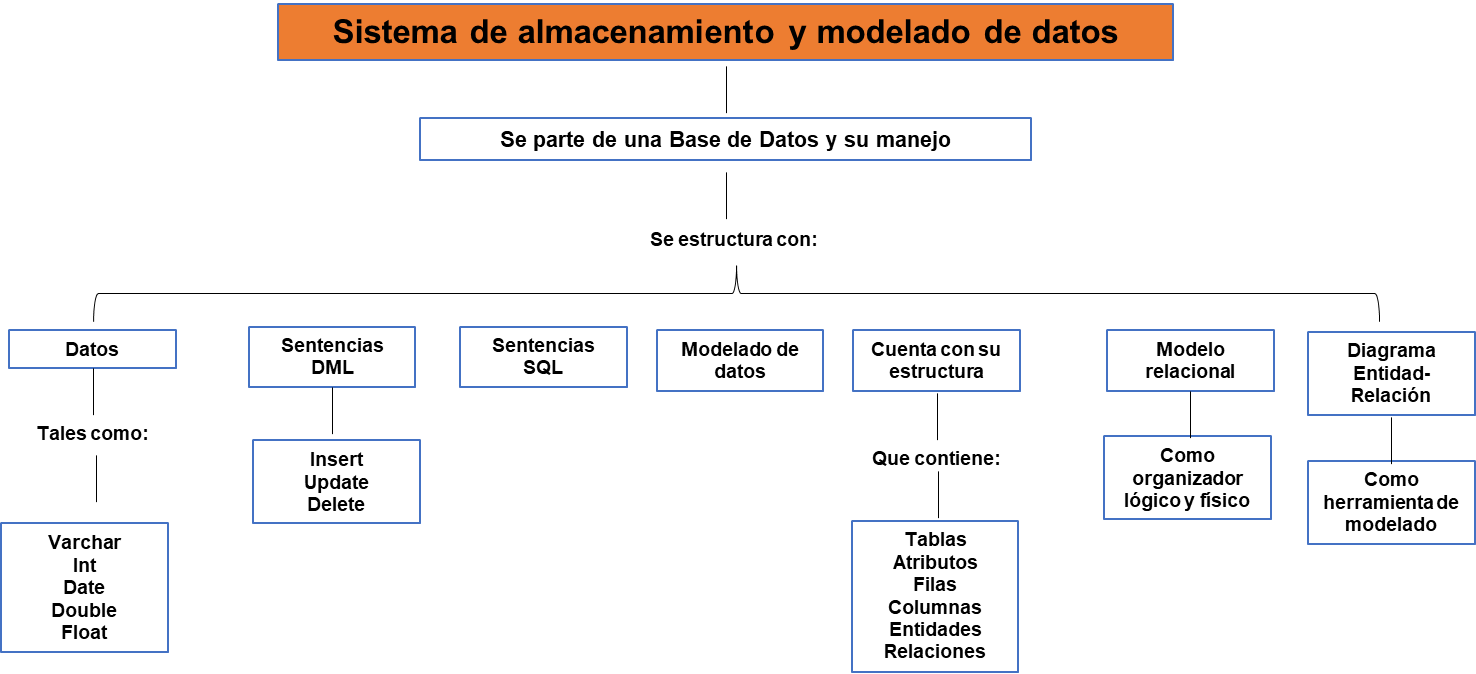 Sistema de almacenamiento y modelado de datos
Se parte de una Base de Datos y su manejo
Se estructura con:
Datos
Tales como:
Varchar
Int
Date
Double
Float
Sentencias
DML
Insert
Update
Delete
Sentencias
SQL
Modelado de
datos
Cuenta con su
estructura
Que contiene:
Tablas
Atributos
Filas
Columnas
Entidades
Relaciones
Modelo
relacional
Como
organizador
lógico y físico
Diagrama
Entidad-
Relación
Como
herramienta de
modelado